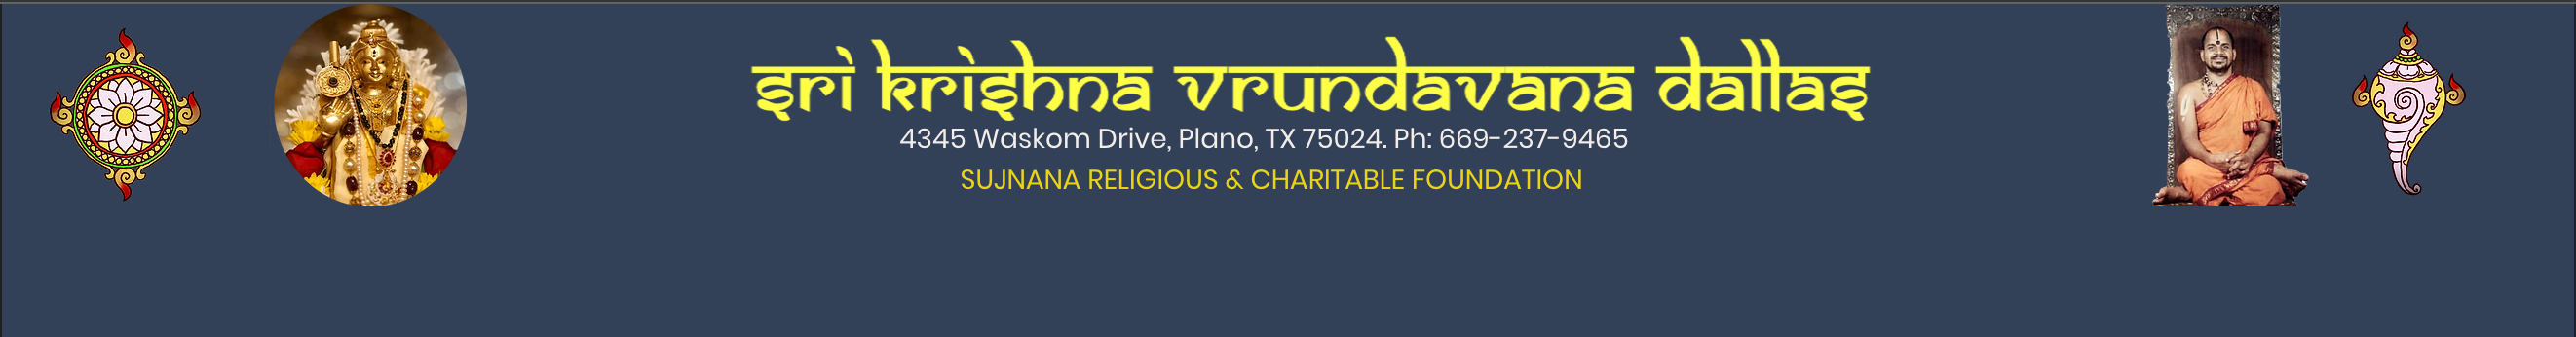 sri krishna vrundavana dallas
4345 Waskom Drive, Plano, TX 75024. Ph: 669-237-9465
SUJNANA RELIGIOUS & CHARITABLE FOUNDATION